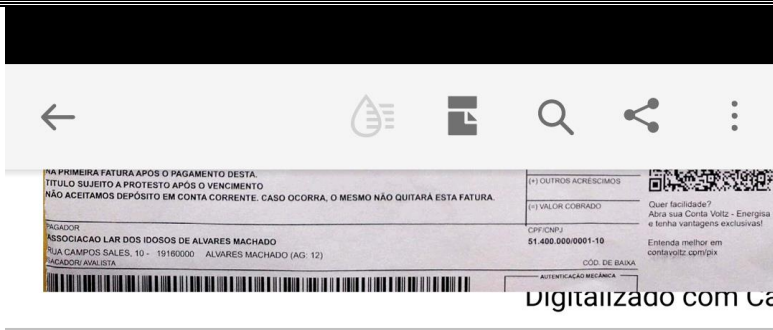 NA PRIMEIRA FATURA APÓS O PAGAMENTO DESTA.
TITULO SUJEITO A PROTESTO APÓS O VENCIMENTO
NÃO ACEITAMOS DEPÓSITO EM CONTA CORRENTE. CASO OCORRA, O MESMO NÃO QUITARÁ ESTA FATURA.
(+) OUTROS ACRÉSCIMOS
(=) VALOR COBRADO
Quer facilidade?
Abra sua Conta Voltz - Energisa
e tenha vantagens exclusivas!
Entenda melhor em
contavoltz.com/pix
PAGADOR
ASSOCIACAO LAR DOS IDOSOS DE ALVARES MACHADO
RUA CAMPOS SALES, 10 - 19160000 ALVARES MACHADO (AG: 12)
SACADOR/ AVALISTA
CPF/CNPJ
51.400.000/0001-10
CÓD. DE BAIXA
AUTENTICAÇÃO MECÂNICA
Digitalizado com